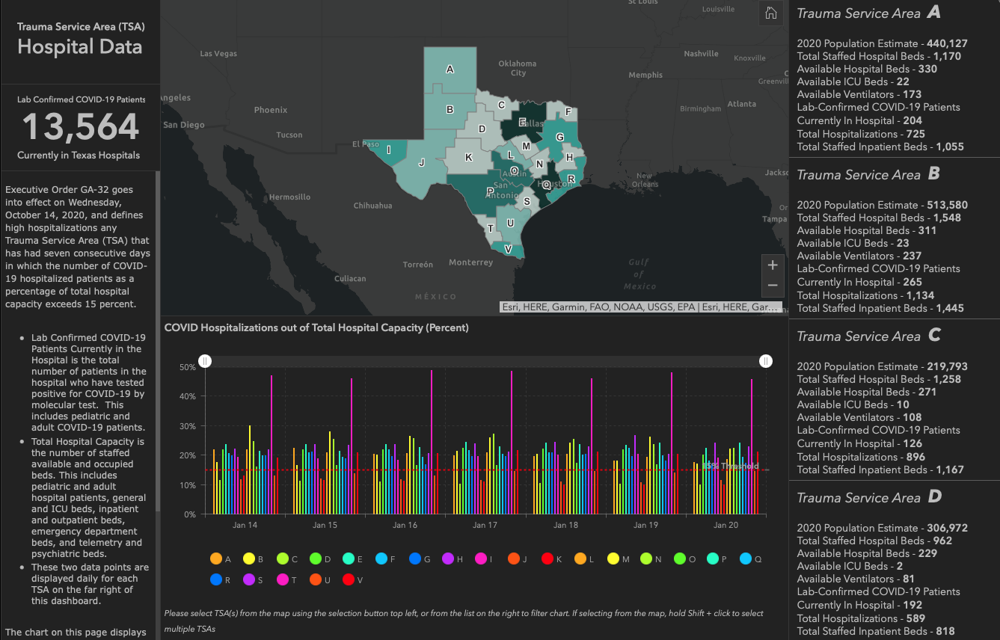 Trauma Service Area (TSA)
Hospital Data
Lab Confirmed COVID-19 Patients
13,564
Currently in Texas Hospitals
Executive Order GA-32 goes
into effect on Wednesday,
October 14, 2020, and defines
high hospitalizations any
Trauma Service Area (TSA) that
has had seven consecutive days
in which the number of COVID-
19 hospitalized patients as a
percentage of total hospital
capacity exceeds 15 percent.
• Lab Confirmed COVID-19
Patients Currently in the
Hospital is the total
number of patients in the
hospital who have tested
positive for COVID-19 by
molecular test. This
includes pediatric and
adult COVID-19 patients.
• Total Hospital Capacity is
the number of staffed
available and occupied
beds. This includes
pediatric and adult
hospital patients, general
and ICU beds, inpatient
and outpatient beds,
emergency department
beds, and telemetry and
psychiatric beds.
• These two data points are
displayed daily for each
TSA on the far right of
this dashboard.
The chart on this page displays
St Louis
Louisville
Las Vegas
Nashville
Knoxville
Oklahoma
City
Memphis
Greenvill
Angeles
Phoenix
Birmingham
Atlanta
San Diego
Tucson
El Paso
Dallas
Austin
San
Antonio
Houston
New
Orleans
Jackso
Hermosillo
Chihuahua
Or
Tampa
Torreón
Monterrey
Culiacan
MÉXICO
Gulf
of
Mexico
A
B
C
D
E
F
G
H
I
J
K
L
M
N
O
P
Q
R
S
T
U
V
+
−
Esri, HERE, Garmin, FAO, NOAA, USGS, EPA | Esri, HERE, Gar...
COVID Hospitalizations out of Total Hospital Capacity (Percent)
50%
40%
30%
20%
10%
0%
15% Threshold
Jan 14 Jan 15 Jan 16 Jan 17 Jan 18 Jan 19 Jan 20
A B C D E F G H I J K L M N O P Q
R S T U V
Please select TSA(s) from the map using the selection button top left, or from the list on the right to filter chart. If selecting from the map, hold Shift + click to select
multiple TSAs
Trauma Service Area A
2020 Population Estimate - 440,127
Total Staffed Hospital Beds - 1,170
Available Hospital Beds - 330
Available ICU Beds - 22
Available Ventilators - 173
Lab-Confirmed COVID-19 Patients
Currently In Hospital - 204
Total Hospitalizations - 725
Total Staffed Inpatient Beds - 1,055
Trauma Service Area B
2020 Population Estimate - 513,580
Total Staffed Hospital Beds - 1,548
Available Hospital Beds - 311
Available ICU Beds - 23
Available Ventilators - 237
Lab-Confirmed COVID-19 Patients
Currently In Hospital - 265
Total Hospitalizations - 1,134
Total Staffed Inpatient Beds - 1,445
Trauma Service Area C
2020 Population Estimate - 219,793
Total Staffed Hospital Beds - 1,258
Available Hospital Beds - 271
Available ICU Beds - 10
Available Ventilators - 108
Lab-Confirmed COVID-19 Patients
Currently In Hospital - 126
Total Hospitalizations - 896
Total Staffed Inpatient Beds - 1,167
Trauma Service Area D
2020 Population Estimate - 306,972
Total Staffed Hospital Beds - 962
Available Hospital Beds - 229
Available ICU Beds - 2
Available Ventilators - 81
Lab-Confirmed COVID-19 Patients
Currently In Hospital - 192
Total Hospitalizations - 589
Total Staffed Inpatient Beds - 818